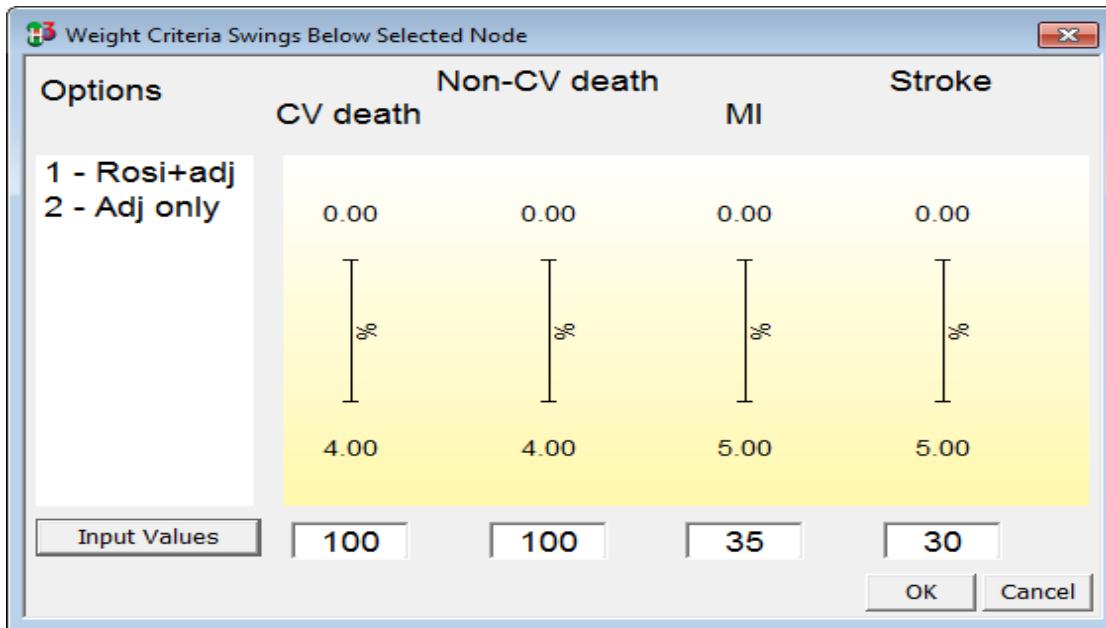 Weight Criteria Swings Below Selected Node
Options
Non-CV death
Stroke
CV death
MI
1 - Rosi+adj
2 - Adj only
0.00 0.00 0.00 0.00
% % % %
4.00 4.00 5.00 5.00
Input Values 100 100 35 30
OK Cancel